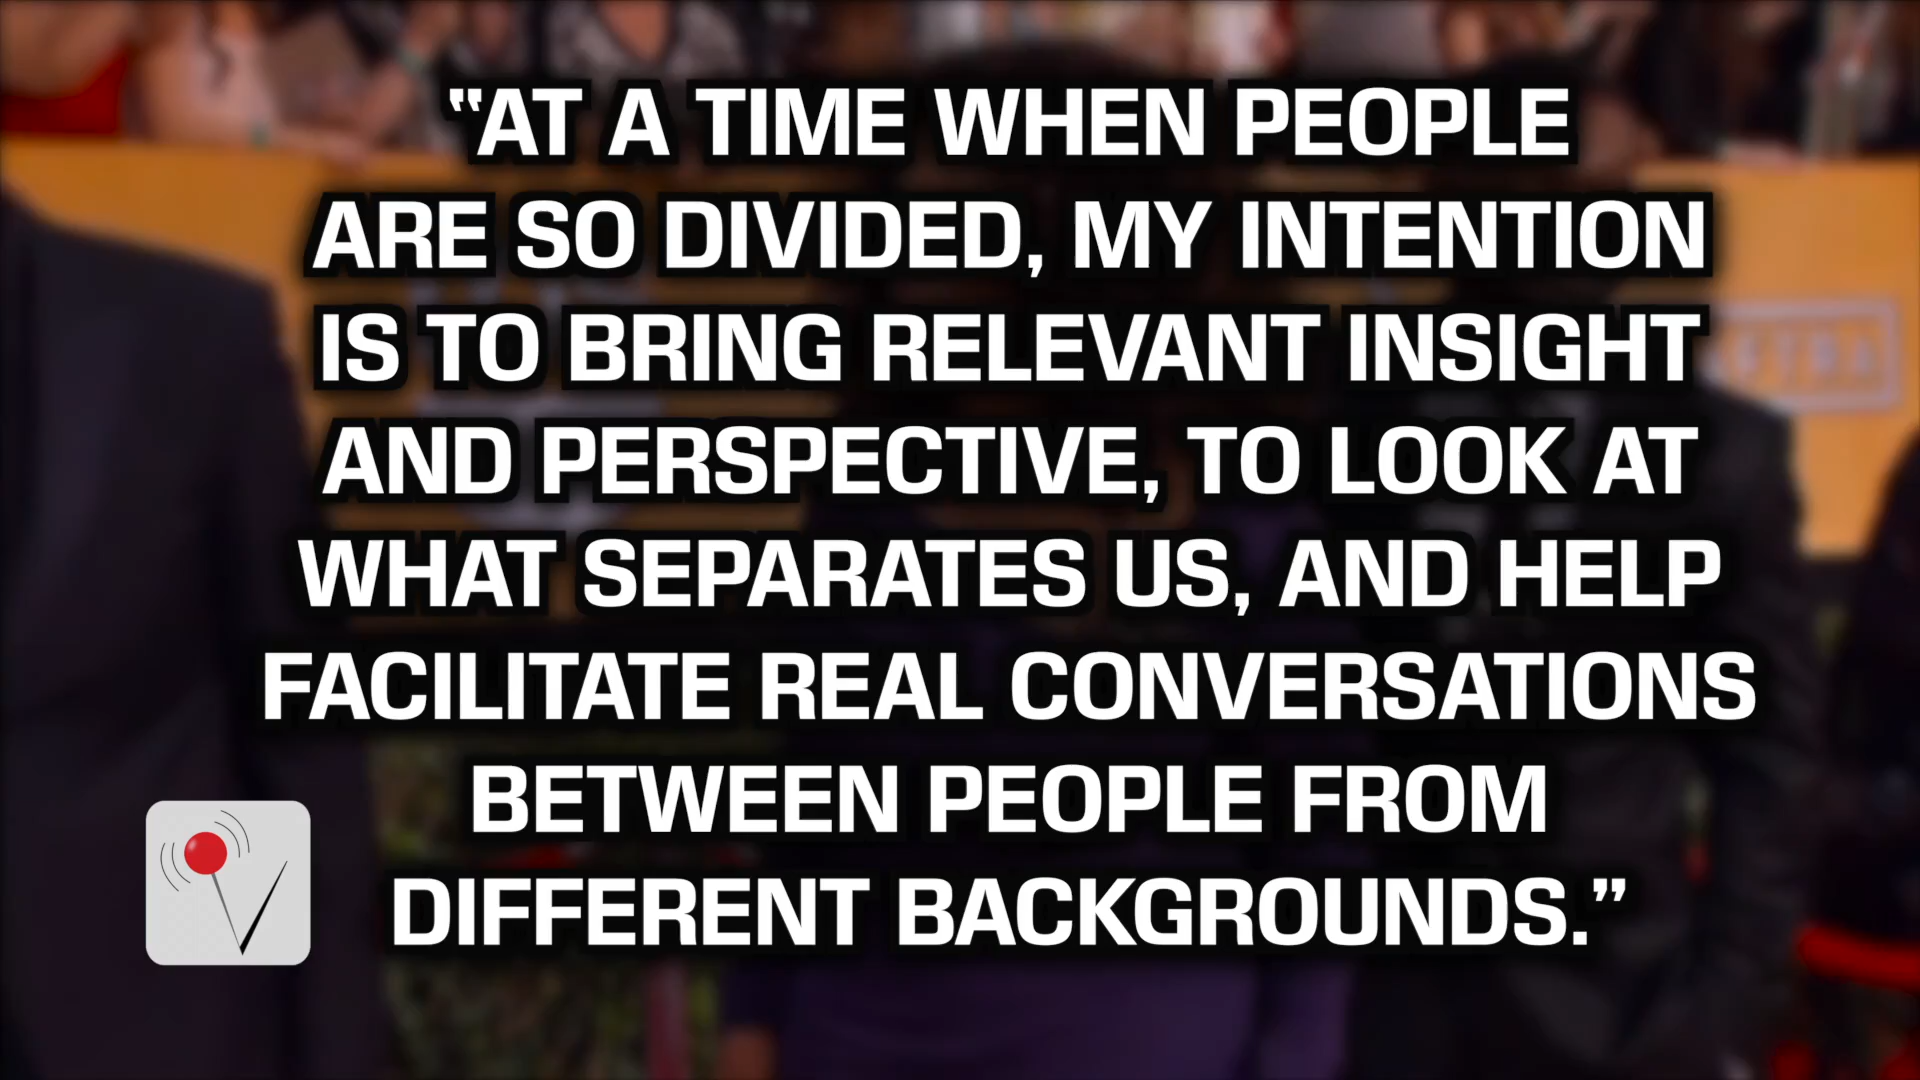 “AT A TIME WHEN PEOPLE
ARE SO DIVIDED, MY INTENTION
IS TO BRING RELEVANT INSIGHT
AND PERSPECTIVE, TO LOOK AT
WHAT SEPARATES US, AND HELP
FACILITATE REAL CONVERSATIONS
BETWEEN PEOPLE FROM
DIFFERENT BACKGROUNDS.”